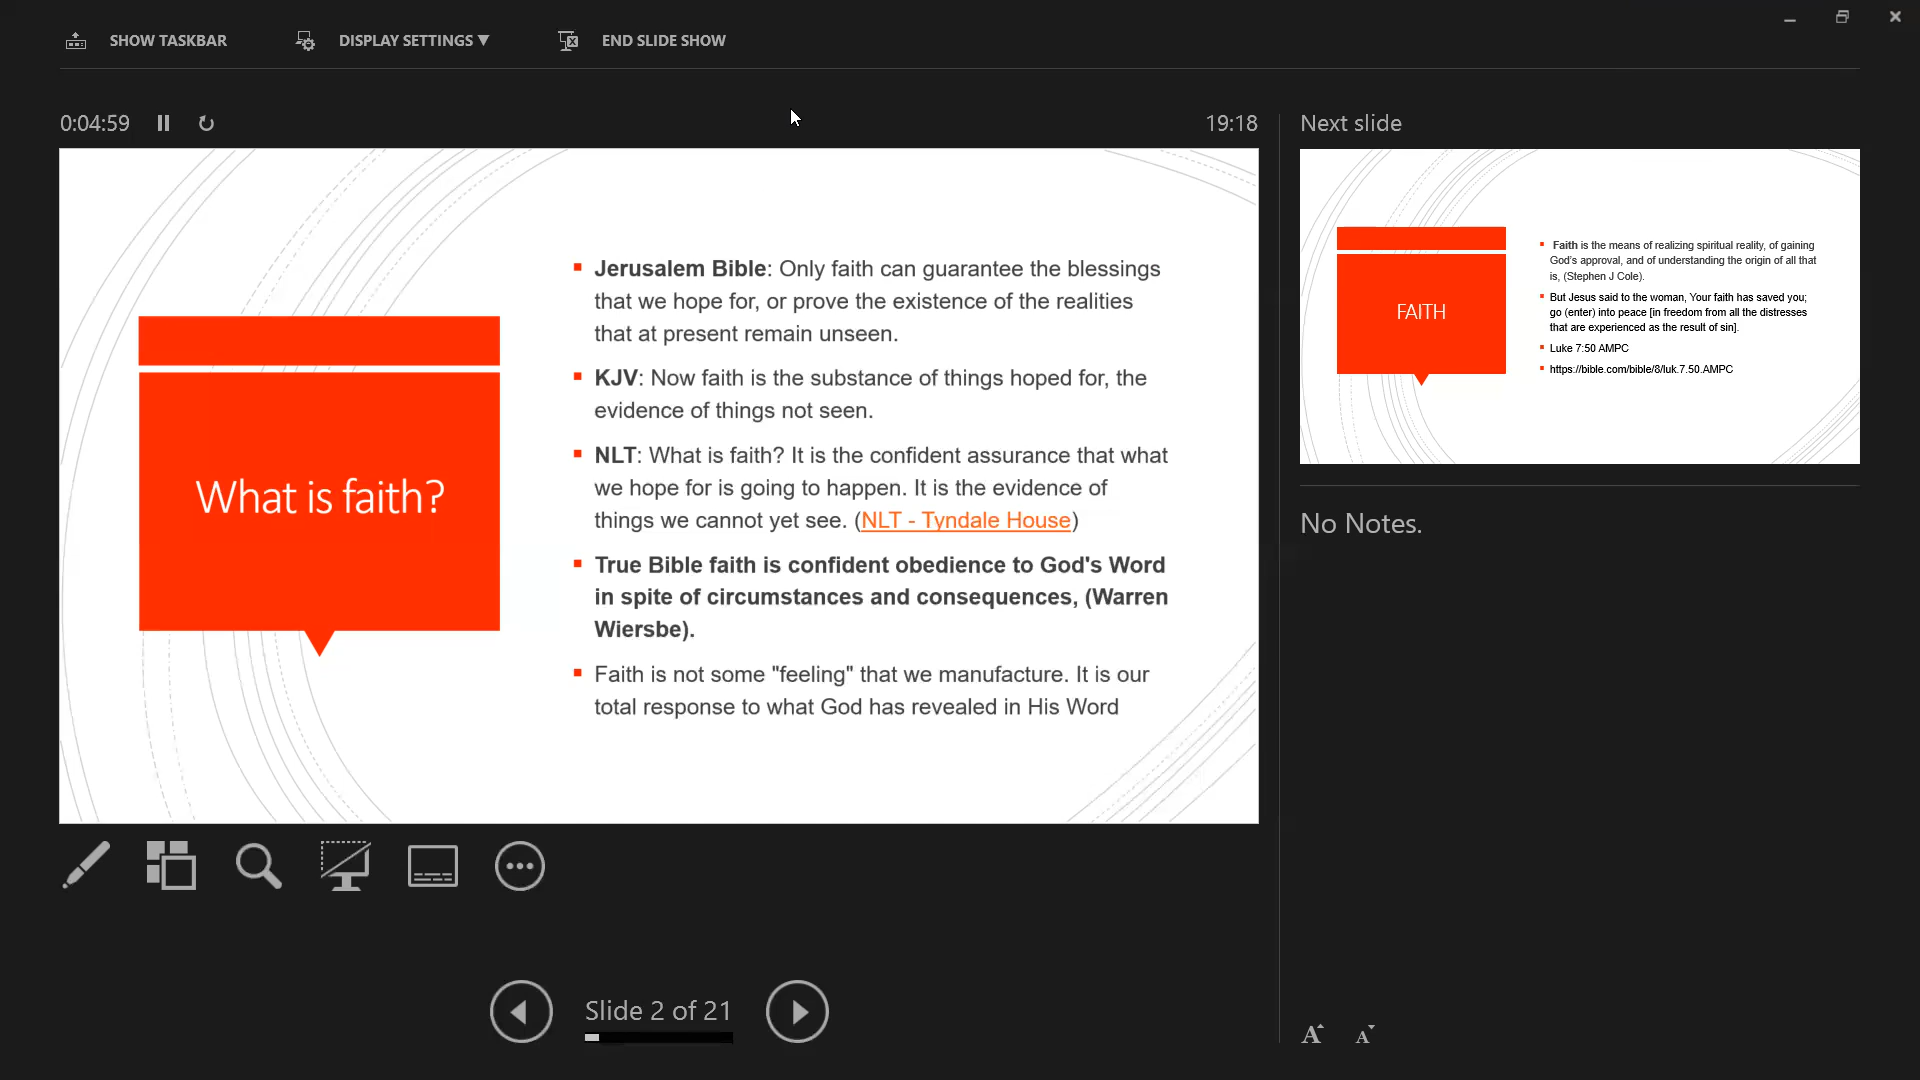 SHOW TASKBAR
DISPLAY SETTINGS ▼
END SLIDE SHOW
0:04:59
19:18
Next slide
What is faith?
Jerusalem Bible: Only faith can guarantee the blessings
that we hope for, or prove the existence of the realities
that at present remain unseen.
KJV: Now faith is the substance of things hoped for, the
evidence of things not seen.
NLT: What is faith? It is the confident assurance that what
we hope for is going to happen. It is the evidence of
things we cannot yet see. (NLT - Tyndale House)
True Bible faith is confident obedience to God's Word
in spite of circumstances and consequences, (Warren
Wiersbe).
Faith is not some "feeling" that we manufacture. It is our
total response to what God has revealed in His Word
FAITH
Faith is the means of realizing spiritual reality, of gaining
God's approval, and of understanding the origin of all that
is, (Stephen J Cole).
But Jesus said to the woman, Your faith has saved you;
go (enter) into peace [in freedom from all the distresses
that are experienced as the result of sin].
Luke 7:50 AMPC
https://bible.com/bible/8/luk.7.50.AMPC
No Notes.
Slide 2 of 21
A A